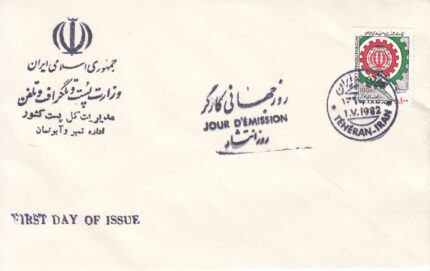 جمهوری اسلامی ایران
وزارت پست و تلگراف و تلفن
مدیریت کل پست کشور
اداره تمبر و آبونمان
روز جهانی کارگر
JOUR D'ÉMISSION
روز انتشار
1.V.1982
TEHERAN-IRAN
FIRST DAY OF ISSUE